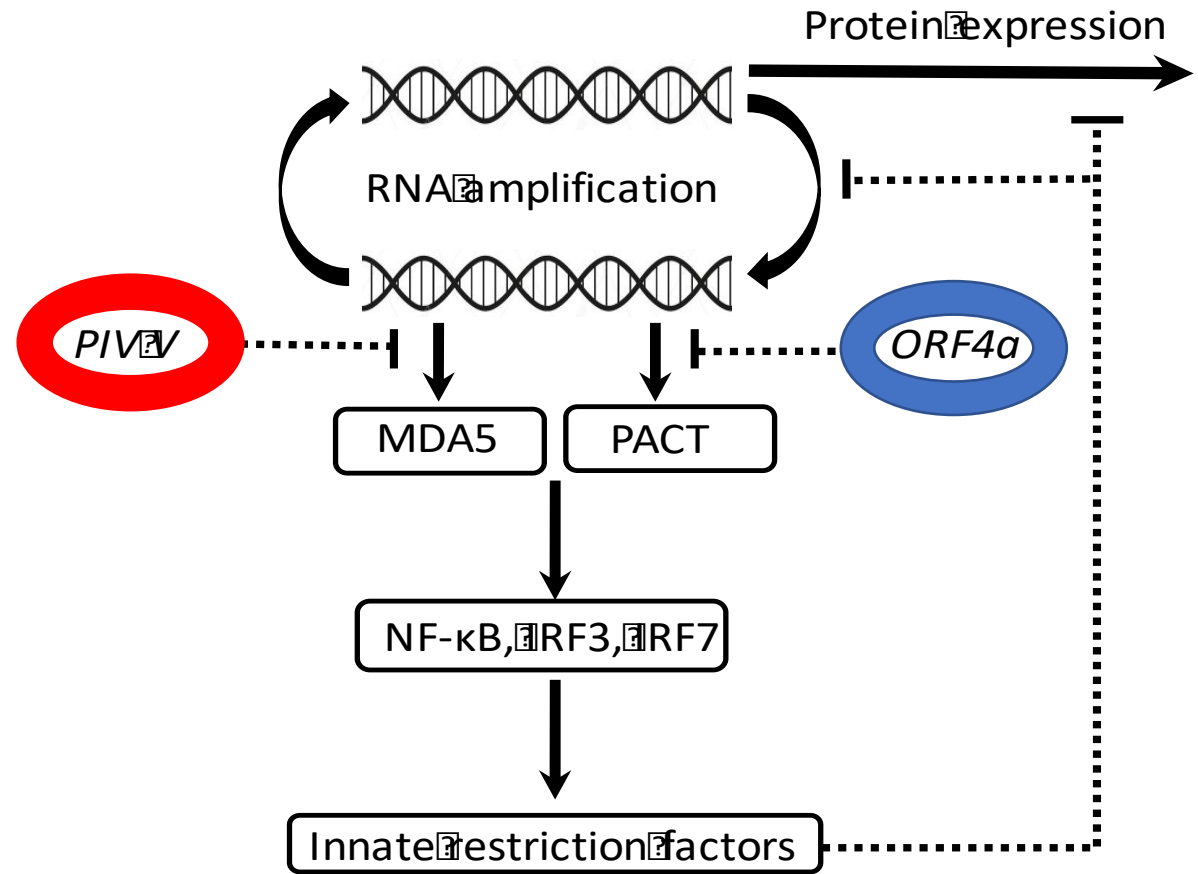 Protein expression
RNA amplification
PIV V
ORF4a
MDA5
PACT
NF-κB, IRF3, IRF7
Innate restriction factors